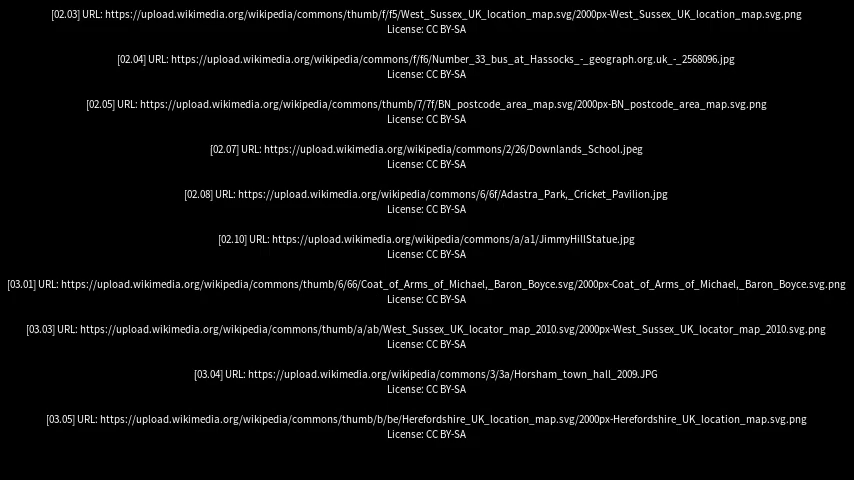 [02.03] URL: https://upload.wikimedia.org/wikipedia/commons/thumb/f/f5/West_Sussex_UK_location_map.svg/2000px-West_Sussex_UK_location_map.svg.png
License: CC BY-SA
[02.04] URL: https://upload.wikimedia.org/wikipedia/commons/f/f6/Number_33_bus_at_Hassocks_-_geograph.org.uk_-_2568096.jpg
License: CC BY-SA
[02.05] URL: https://upload.wikimedia.org/wikipedia/commons/thumb/7/7f/BN_postcode_area_map.svg/2000px-BN_postcode_area_map.svg.png
License: CC BY-SA
[02.07] URL: https://upload.wikimedia.org/wikipedia/commons/2/26/Downlands_School.jpeg
License: CC BY-SA
[02.08] URL: https://upload.wikimedia.org/wikipedia/commons/6/6f/Adastra_Park,_Cricket_Pavilion.jpg
License: CC BY-SA
[02.10] URL: https://upload.wikimedia.org/wikipedia/commons/a/a1/JimmyHillStatue.jpg
License: CC BY-SA
[03.01] URL: https://upload.wikimedia.org/wikipedia/commons/thumb/6/66/Coat_of_Arms_of_Michael,_Baron_Boyce.svg/2000px-Coat_of_Arms_of_Michael,_Baron_Boyce.svg.png
License: CC BY-SA
[03.03] URL: https://upload.wikimedia.org/wikipedia/commons/thumb/a/ab/West_Sussex_UK_locator_map_2010.svg/2000px-West_Sussex_UK_locator_map_2010.svg.png
License: CC BY-SA
[03.04] URL: https://upload.wikimedia.org/wikipedia/commons/3/3a/Horsham_town_hall_2009.JPG
License: CC BY-SA
[03.05] URL: https://upload.wikimedia.org/wikipedia/commons/thumb/b/be/Herefordshire_UK_location_map.svg/2000px-Herefordshire_UK_location_map.svg.png
License: CC BY-SA